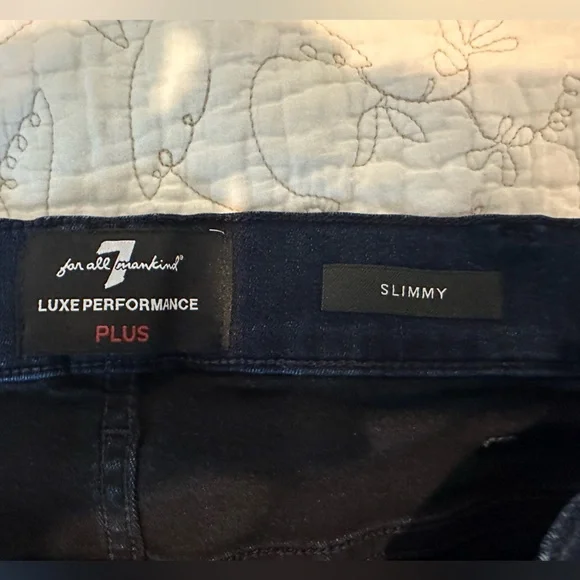 7
for all mankind®
LUXE PERFORMANCE
PLUS
SLIMMY